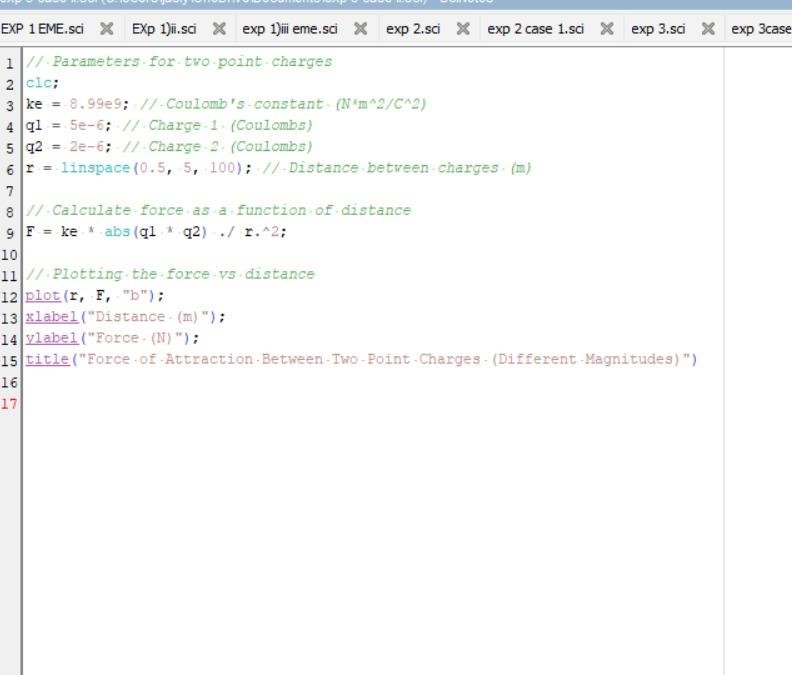 EXP 1 EME.sci EXp 1)ii.sci exp 1)iii eme.sci exp 2.sci exp 2 case 1.sci exp 3.sci exp 3case
1 // Parameters for two point charges
2 clc;
3 ke = 8.99e9; // Coulomb's constant (N*m^2/C^2)
4 q1 = 5e-6; // Charge 1 (Coulombs)
5 q2 = 2e-6; // Charge 2 (Coulombs)
6 r = linspace(0.5, 5, 100); // Distance between charges (m)
7
8 // Calculate force as a function of distance
9 F = ke * abs(q1 * q2) ./ r.^2;
10
11 // Plotting the force vs distance
12 plot(r, F, "b");
13 xlabel("Distance (m)");
14 ylabel("Force (N)");
15 title("Force of Attraction Between Two Point Charges (Different Magnitudes)")
16
17